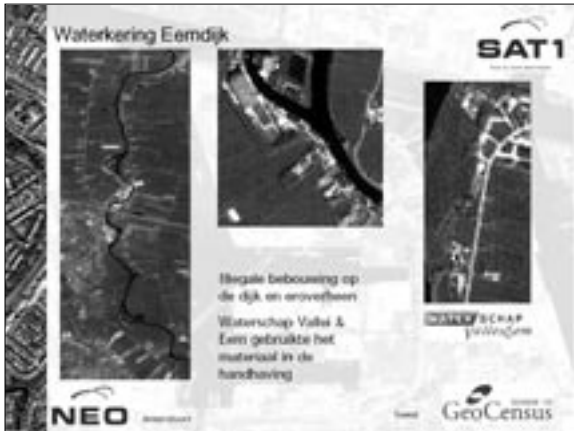 Waterkering Eemdijk
SAT1
Illegale bebouwing op
de dijk en eroverheen
Waterschap Vallei &
Eem gebruikte het
materiaal in de
handhaving
WATERSCHAP
NEO
GeoCensus